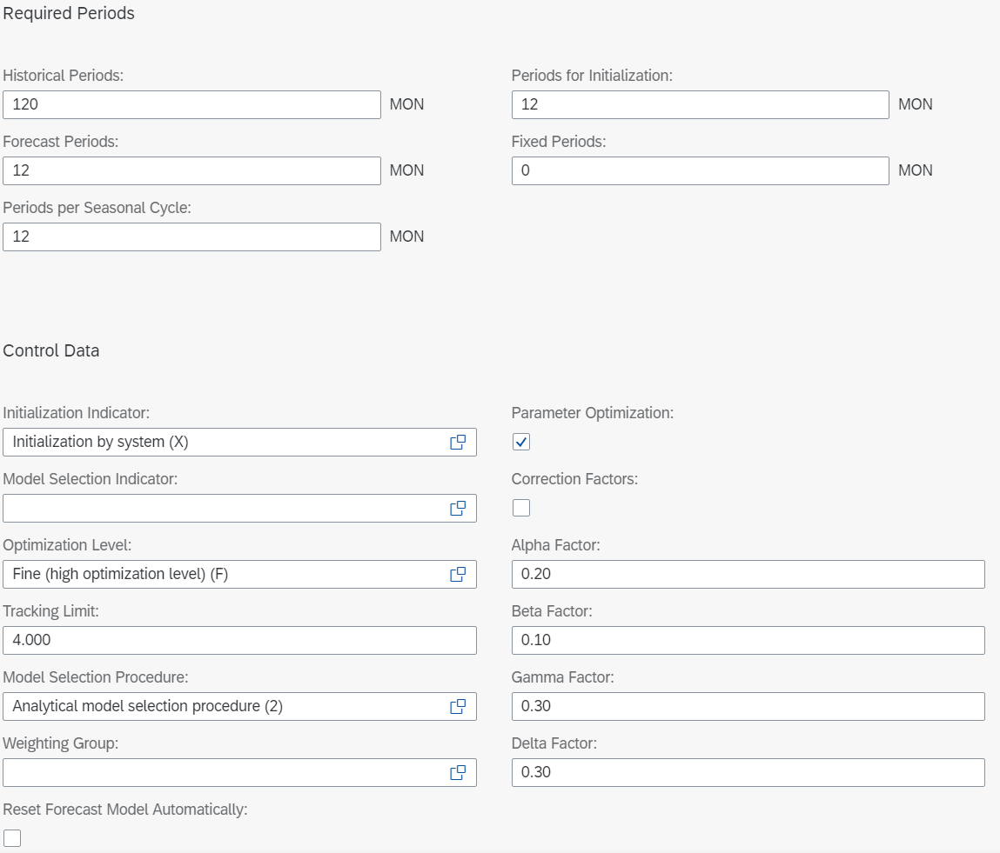 Required Periods
Historical Periods:
120 MON
Periods for Initialization:
12 MON
Forecast Periods:
12 MON
Fixed Periods:
0 MON
Periods per Seasonal Cycle:
12 MON
Control Data
Initialization Indicator:
Initialization by system (X)
Parameter Optimization:
Model Selection Indicator:
Correction Factors:
Optimization Level:
Fine (high optimization level) (F)
Alpha Factor:
0.20
Tracking Limit:
4.000
Beta Factor:
0.10
Model Selection Procedure:
Analytical model selection procedure (2)
Gamma Factor:
0.30
Weighting Group:
Delta Factor:
0.30
Reset Forecast Model Automatically: